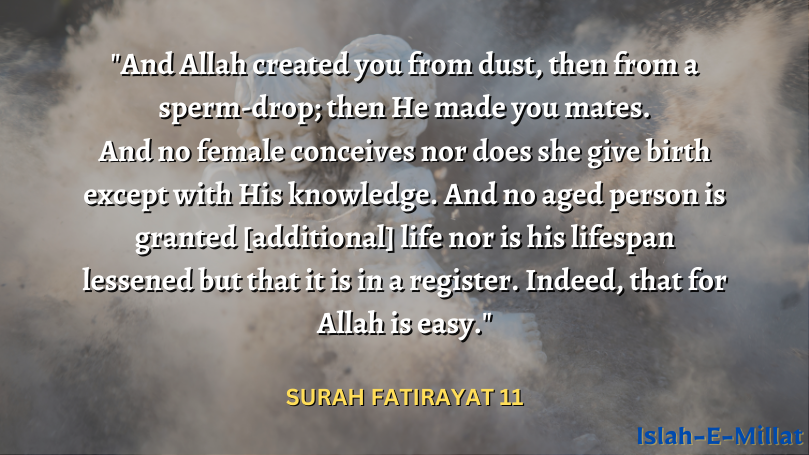 "And Allah created you from dust, then from a
sperm-drop; then He made you mates.
And no female conceives nor does she give birth
except with His knowledge. And no aged person is
granted [additional] life nor is his lifespan
lessened but that it is in a register. Indeed, that for
Allah is easy."
SURAH FATIRAYAT 11
Islah-E-Millat